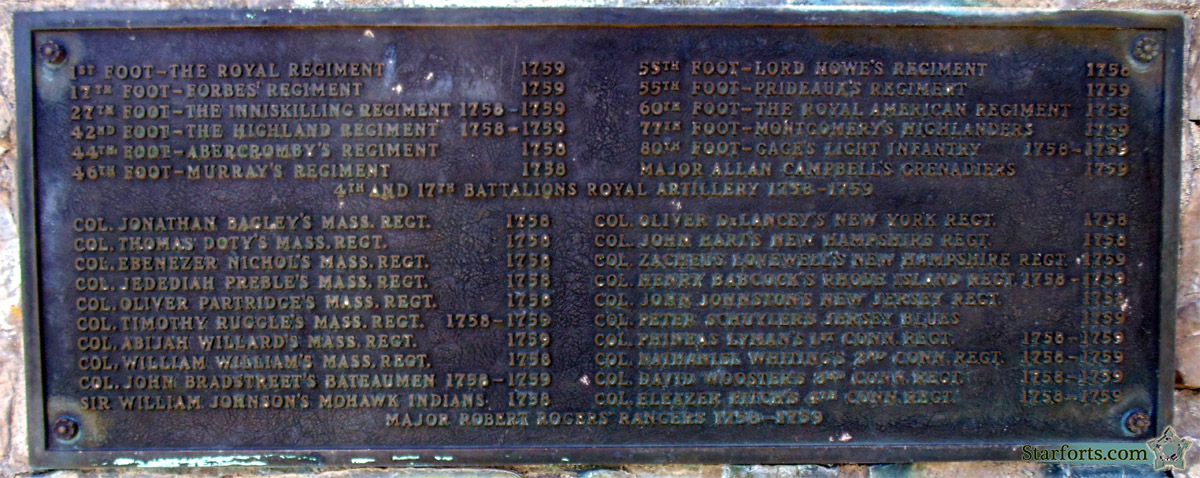 1ST FOOT-THE ROYAL REGIMENT 1759
17TH FOOT-FORBES' REGIMENT 1759
27TH FOOT-THE INNISKILLING REGIMENT 1758-1759
42ND FOOT-THE HIGHLAND REGIMENT 1758-1759
44TH FOOT-ABERCROMBY'S REGIMENT 1758
46TH FOOT-MURRAY'S REGIMENT 1758
55TH FOOT-LORD HOWE'S REGIMENT 1758
55TH FOOT-PRIDEAUX'S REGIMENT 1759
60TH FOOT-THE ROYAL AMERICAN REGIMENT 1758
77TH FOOT-MONTGOMERY'S HIGHLANDERS 1759
80TH FOOT-GAGE'S LIGHT INFANTRY 1758-1759
MAJOR ALLAN CAMPBELL'S GRENADIERS 1759
4TH AND 17TH BATTALIONS ROYAL ARTILLERY 1758-1759
COL. JONATHAN BAGLEY'S MASS. REGT. 1758
COL. THOMAS DOTY'S MASS. REGT. 1758
COL. EBENEZER NICHOL'S MASS. REGT. 1758
COL. JEDEDIAH PREBLE'S MASS. REGT. 1758
COL. OLIVER PARTRIDGE'S MASS. REGT. 1758
COL. TIMOTHY RUGGLE'S MASS. REGT. 1758-1759
COL. ABIJAH WILLARD'S MASS. REGT. 1759
COL. WILLIAM WILLIAM'S MASS. REGT. 1758
COL. JOHN BRADSTREET'S BATEAUMEN 1758-1759
SIR WILLIAM JOHNSON'S MOHAWK INDIANS. 1758
COL. OLIVER DELANCEY'S NEW YORK REGT. 1758
COL. JOHN HART'S NEW HAMPSHIRE REGT. 1758
COL. ZACHEUS LOVEWELL'S NEW HAMPSHIRE REGT. 1759
COL. HENRY BABCOCK'S RHODE ISLAND REGT. 1758-1759
COL. JOHN JOHNSTON'S NEW JERSEY REGT. 1758
COL. PETER SCHUYLER'S JERSEY BLUES 1759
COL. PHINEAS LYMAN'S 1ST CONN. REGT. 1758-1759
COL. NATHANIEL WHITING'S 2ND CONN. REGT. 1758-1759
COL. DAVID WOOSTER'S 3RD CONN. REGT. 1758-1759
COL. ELEAZER FITCH'S 4TH CONN. REGT. 1758-1759
MAJOR ROBERT ROGERS' RANGERS 1758-1759
Starforts.com